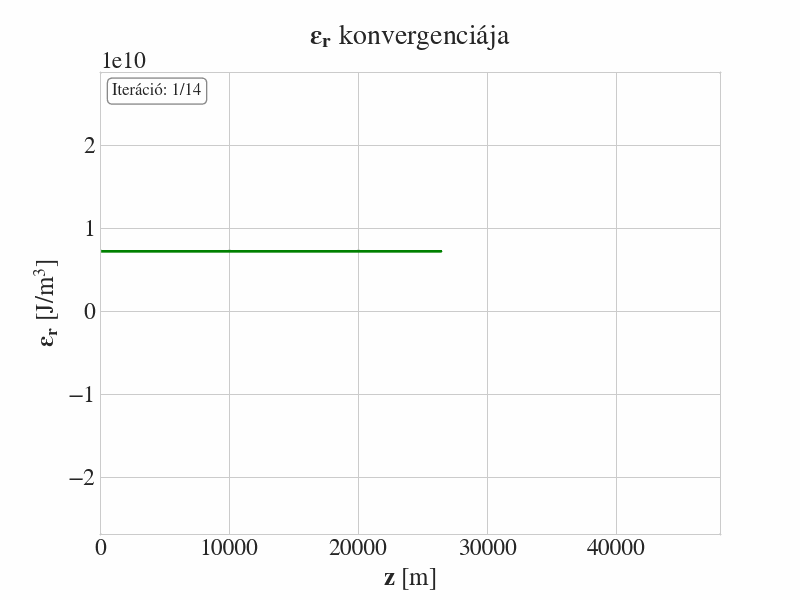 εr konvergenciája
1e10
Iteráció: 1/14
2
1
0
−1
−2
εr [J/m³]
0 10000 20000 30000 40000
z [m]